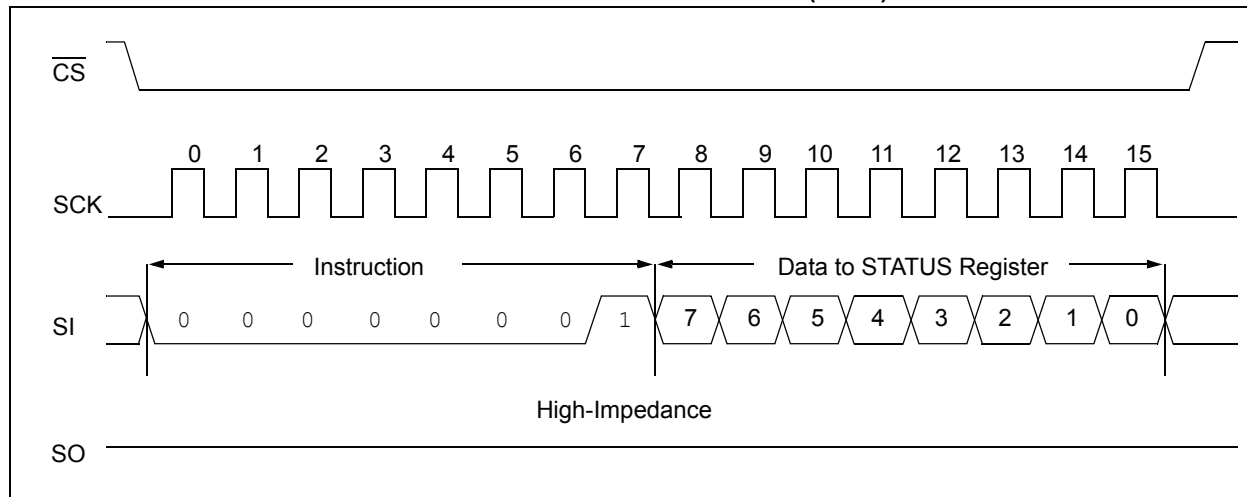 CS
0 1 2 3 4 5 6 7 8 9 10 11 12 13 14 15
SCK
Instruction Data to STATUS Register
SI 0 0 0 0 0 0 0 1 7 6 5 4 3 2 1 0
High-Impedance
SO